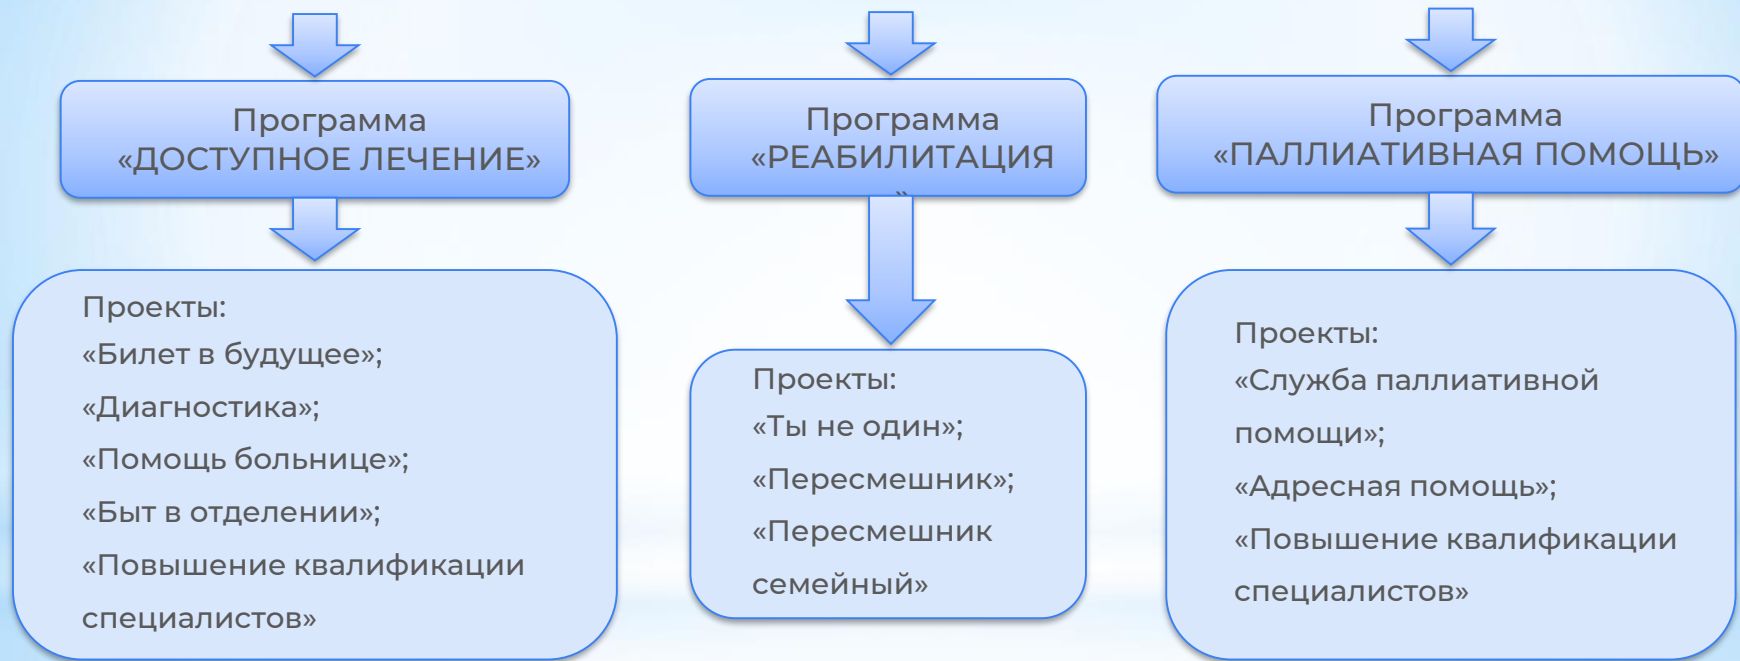 Программа
«ДОСТУПНОЕ ЛЕЧЕНИЕ»
Проекты:
«Билет в будущее»;
«Диагностика»;
«Помощь больнице»;
«Быт в отделении»;
«Повышение квалификации
специалистов»
Программа
«РЕАБИЛИТАЦИЯ
»
Проекты:
«Ты не один»;
«Пересмешник»;
«Пересмешник
семейный»
Программа
«ПАЛЛИАТИВНАЯ ПОМОЩЬ»
Проекты:
«Служба паллиативной
помощи»;
«Адресная помощь»;
«Повышение квалификации
специалистов»